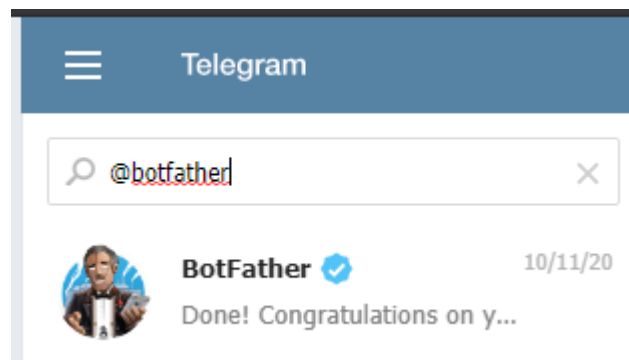 Telegram
@botfather
BotFather 10/11/20
Done! Congratulations on y...